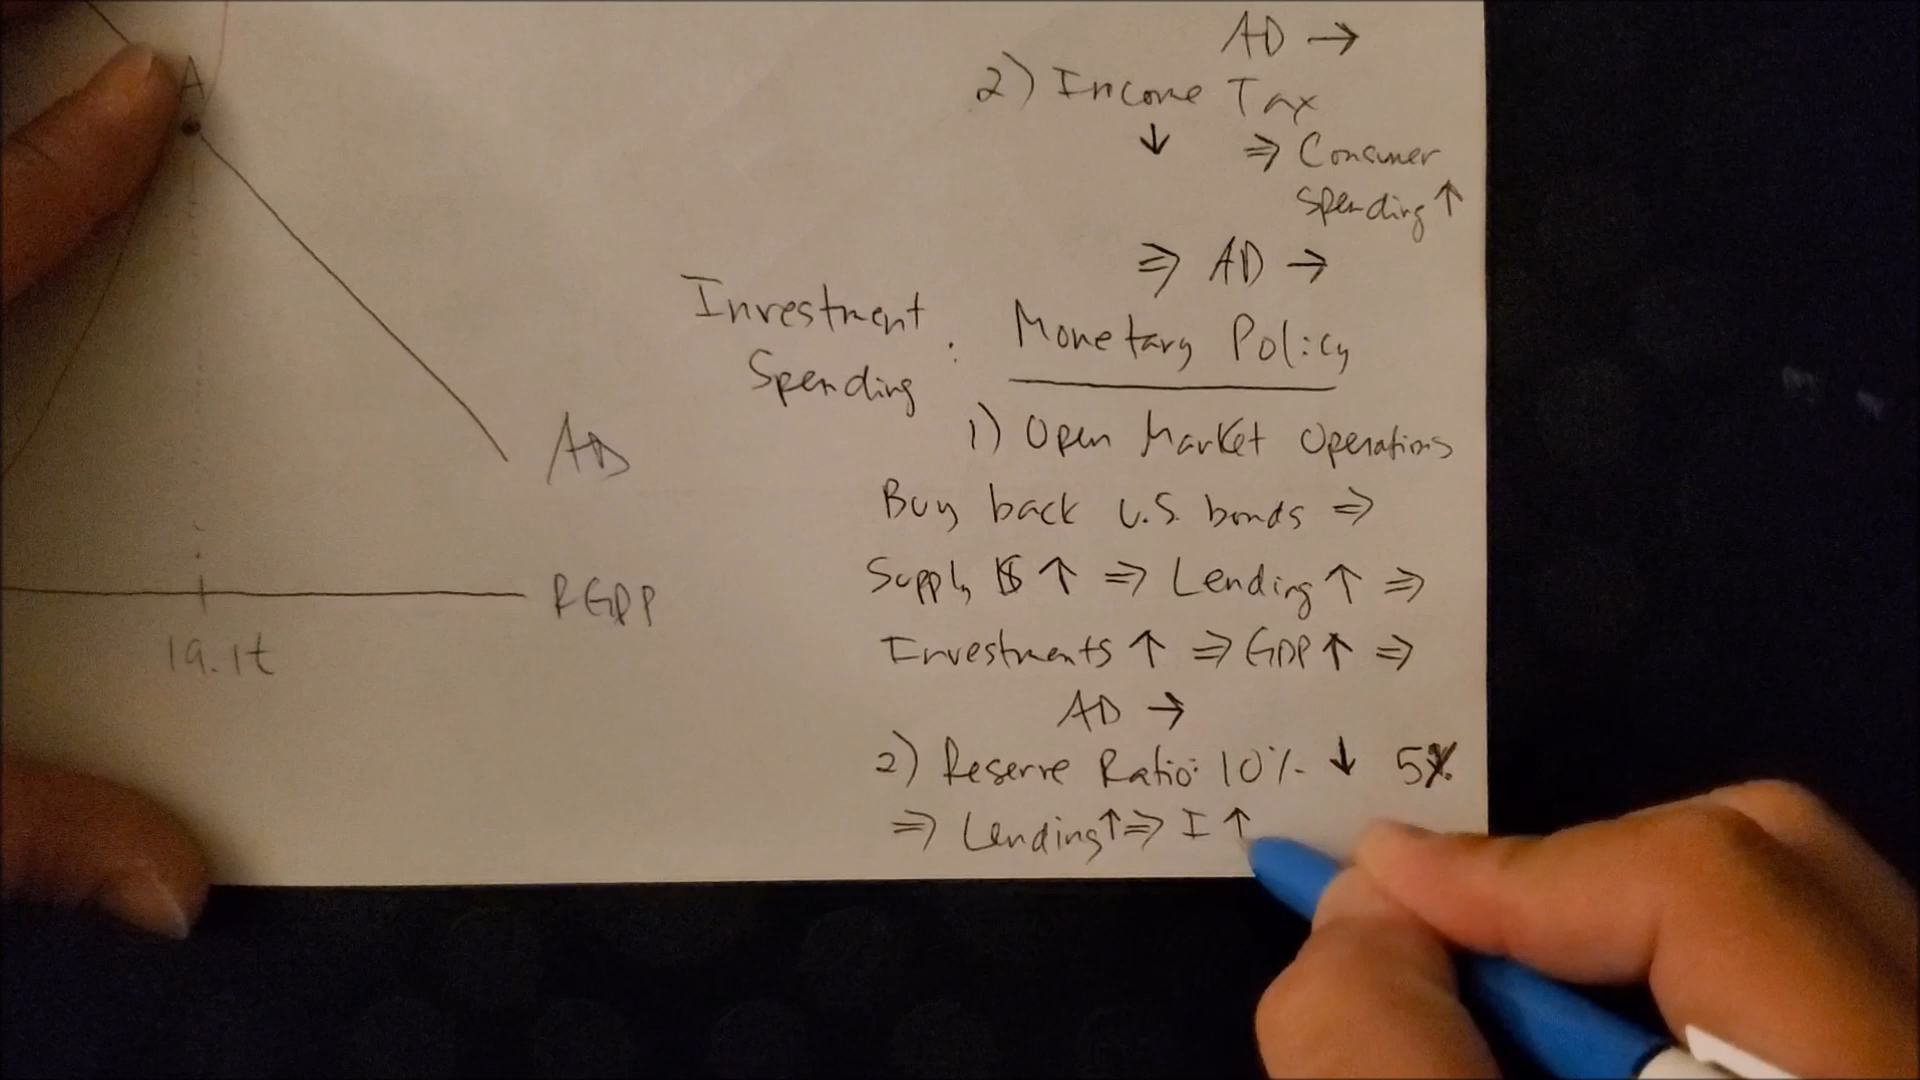 A
AD
RGDP
19.1t
AD →
2) Income Tax
↓ ⇒ Consumer
Spending ↑
⇒ AD →
Investment
Spending : Monetary Policy
1) Open Market Operations
Buy back U.S. bonds ⇒
Supply $ ↑ ⇒ Lending ↑ ⇒
Investments ↑ ⇒ GDP ↑ ⇒
AD →
2) Reserve Ratio: 10% ↓ 5%
⇒ Lending ↑ ⇒ I ↑